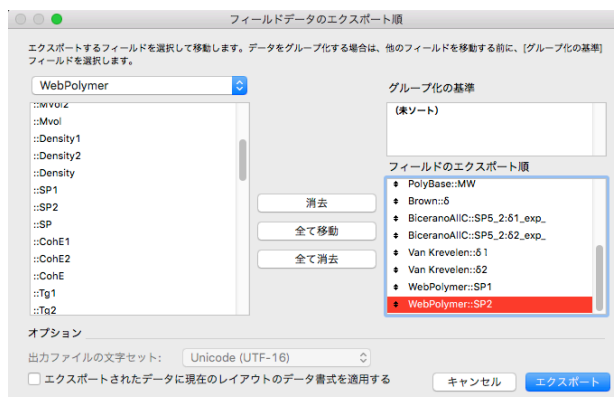 フィールドデータのエクスポート順
エクスポートするフィールドを選択して移動します。データをグループ化する場合は、他のフィールドを移動する前に、[グループ化の基準]
フィールドを選択します。
WebPolymer
::Mvol2
::Mvol
::Density1
::Density2
::Density
::SP1
::SP2
::SP
::CohE1
::CohE2
::CohE
::Tg1
::Tg2
消去
全て移動
全て消去
グループ化の基準
(未ソート)
フィールドのエクスポート順
PolyBase::MW
Brown::δ
BiceranoAllC::SP5_2:δ1_exp_
BiceranoAllC::SP5_2:δ2_exp_
Van Krevelen::δ1
Van Krevelen::δ2
WebPolymer::SP1
WebPolymer::SP2
オプション
出力ファイルの文字セット: Unicode (UTF-16)
エクスポートされたデータに現在のレイアウトのデータ書式を適用する
キャンセル
エクスポート